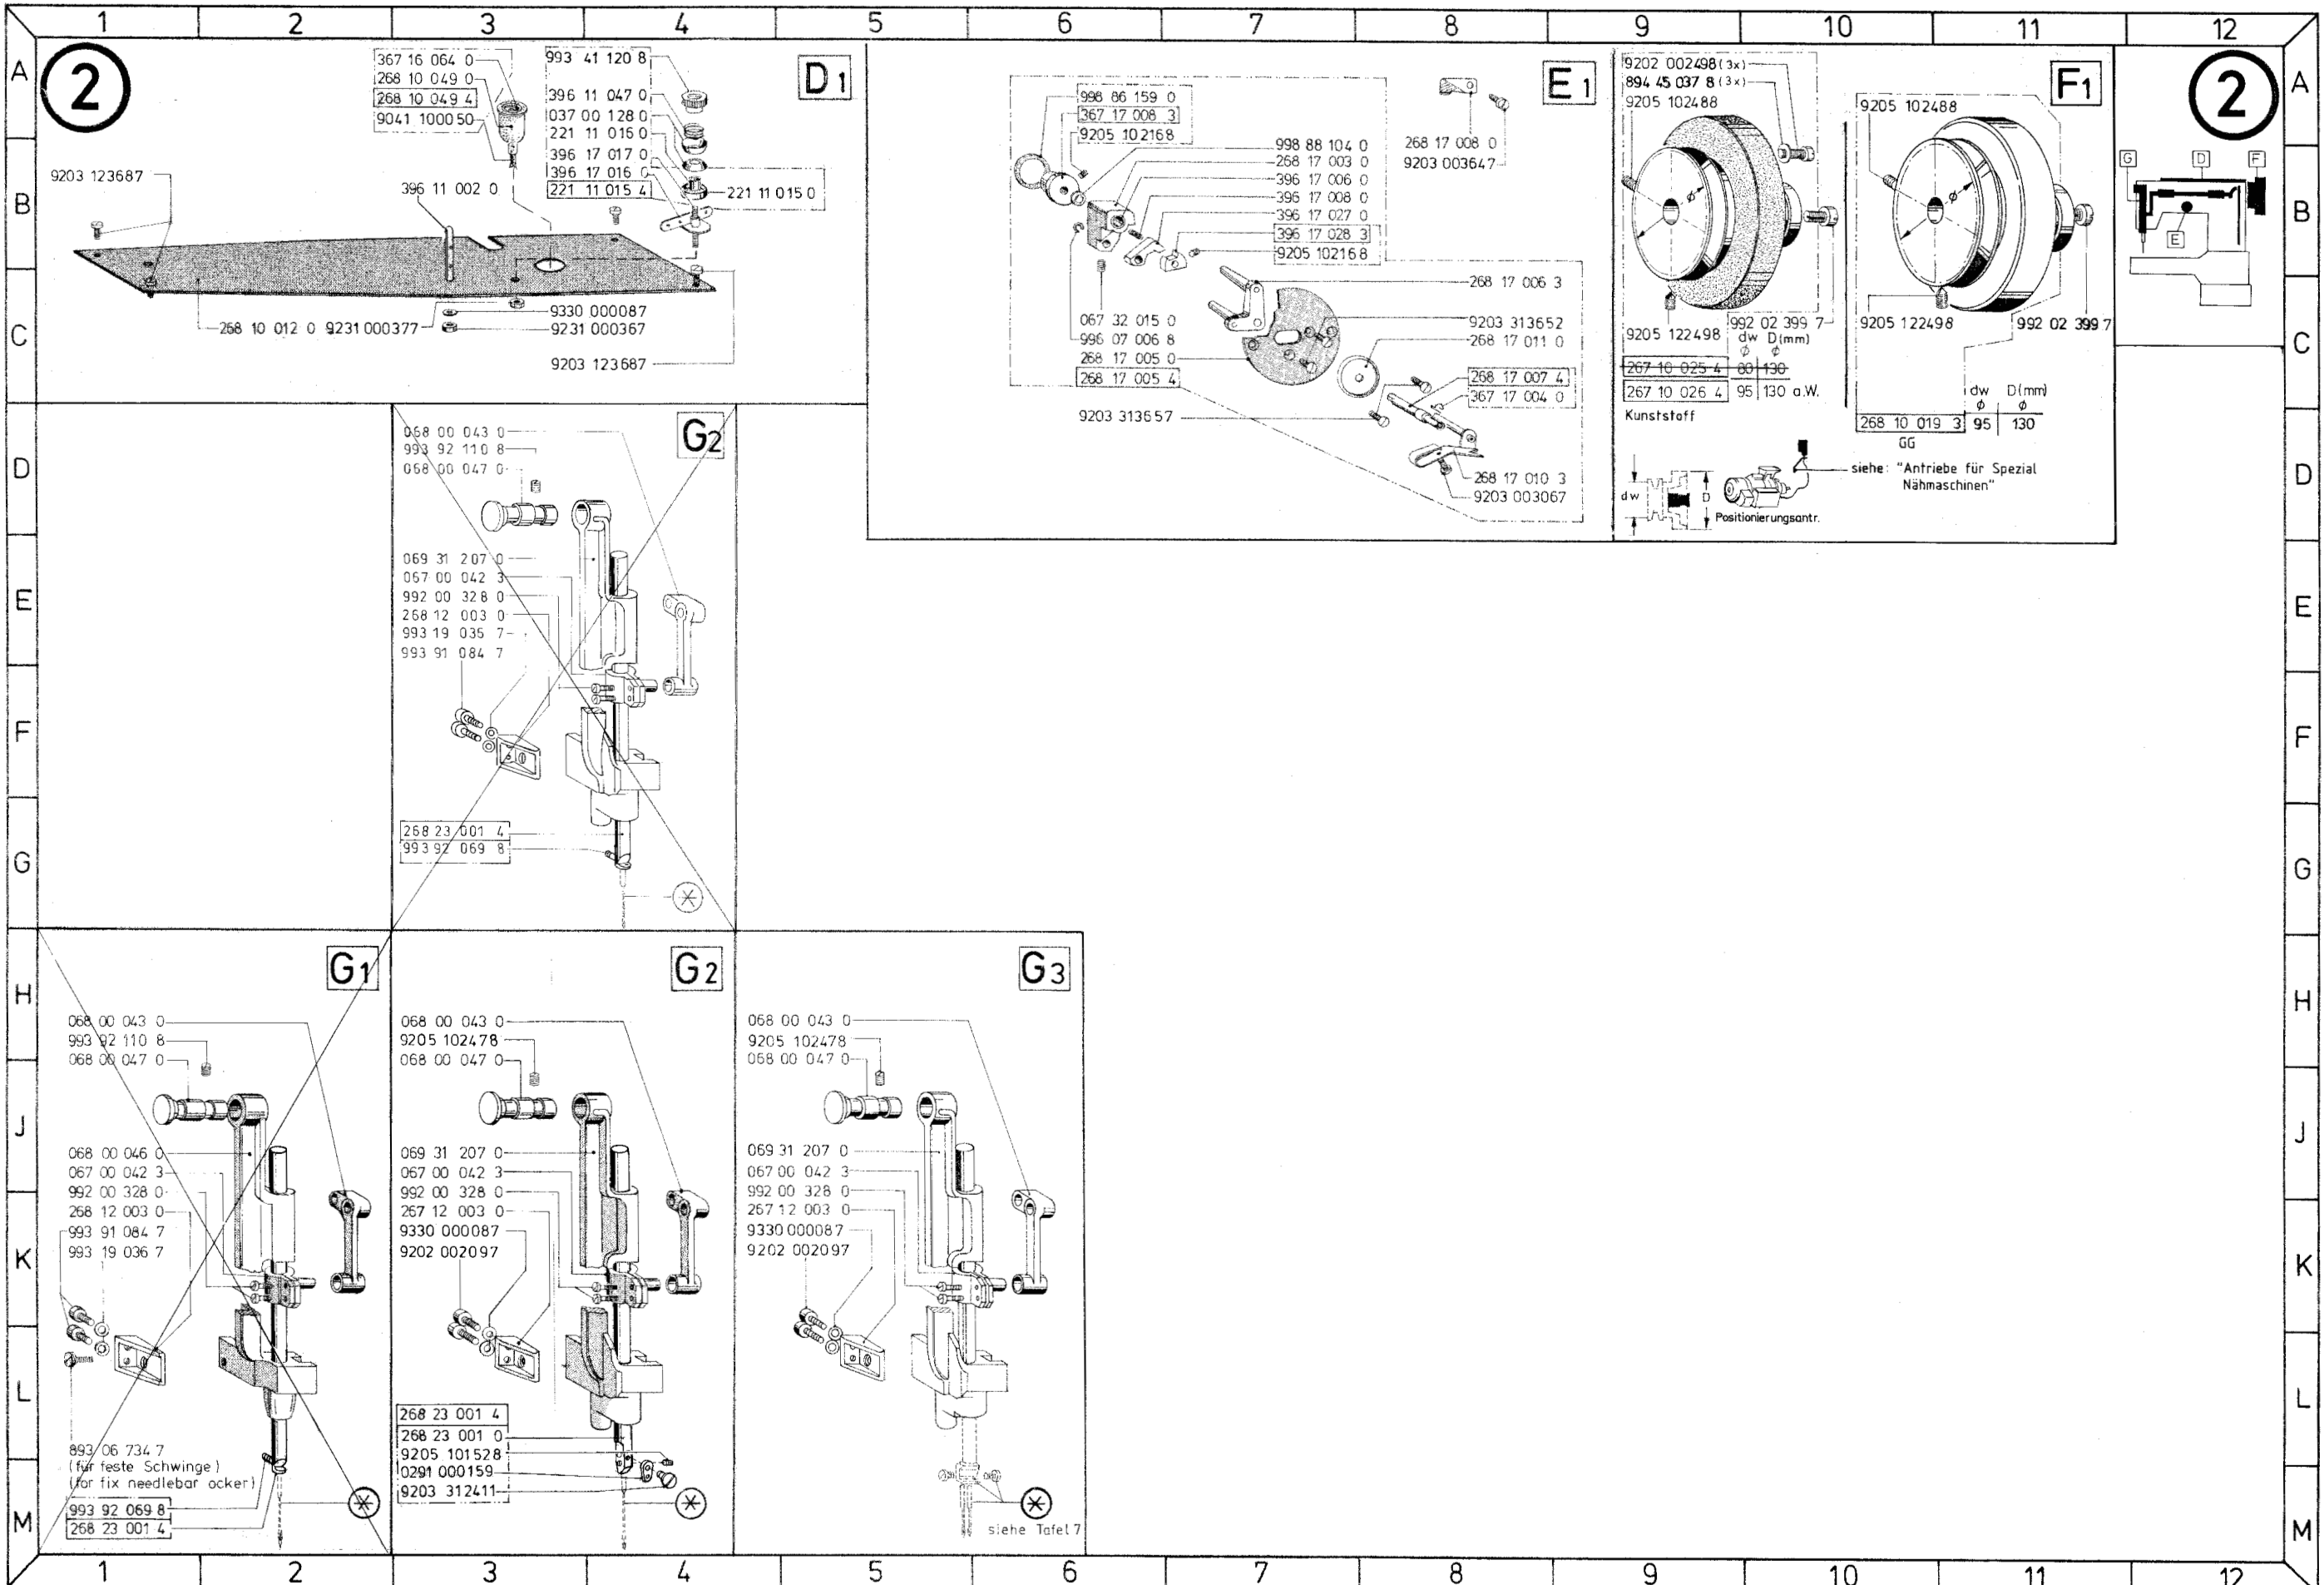 1 2 3 4 5 6 7 8 9 10 11 12
A B C D E F G H J K L M
2
D1
367 16 064 0
268 10 049 0
268 10 049 4
9041 100050
993 41 120 8
396 11 047 0
037 00 128 0
221 11 016 0
396 17 017 0
396 17 016 0
221 11 015 4
221 11 015 0
9203 123687
396 11 002 0
268 10 012 0
9231 000377
9330 000087
9231 000367
9203 123687
E1
998 86 159 0
367 17 008 3
9205 102168
998 88 104 0
268 17 003 0
396 17 006 0
396 17 008 0
396 17 027 0
396 17 028 3
9205 102168
268 17 008 0
9203 003647
067 32 015 0
996 07 006 8
268 17 005 0
268 17 005 4
9203 313657
268 17 006 3
9203 313652
268 17 011 0
268 17 007 4
367 17 004 0
268 17 010 3
9203 003067
F1
9202 002498 (3x)
894 45 037 8 (3x)
9205 102488
ø
9205 122498
992 02 399 7
dw D(mm)
ø ø
267 10 025 4 80 130
267 10 026 4 95 130 a.W.
Kunststoff
9205 102488
ø
9205 122498
992 02 399 7
dw D(mm)
ø ø
268 10 019 3 95 130
GG
dw D
Positionierungsantr.
siehe: "Antriebe für Spezial
Nähmaschinen"
2
G D F
E
G2
068 00 043 0
993 92 110 8
068 00 047 0
069 31 207 0
067 00 042 3
992 00 328 0
268 12 003 0
993 19 035 7
993 91 084 7
268 23 001 4
993 92 069 8
G1
068 00 043 0
993 92 110 8
068 00 047 0
068 00 046 0
067 00 042 3
992 00 328 0
268 12 003 0
993 91 084 7
993 19 036 7
893 06 734 7
(für feste Schwinge)
(for fix needlebar ocker)
993 92 069 8
268 23 001 4
G2
068 00 043 0
9205 102478
068 00 047 0
069 31 207 0
067 00 042 3
992 00 328 0
267 12 003 0
9330 000087
9202 002097
268 23 001 4
268 23 001 0
9205 101528
0291 000159
9203 312411
G3
068 00 043 0
9205 102478
068 00 047 0
069 31 207 0
067 00 042 3
992 00 328 0
267 12 003 0
9330 000087
9202 002097
siehe Tafel 7
1 2 3 4 5 6 7 8 9 10 11 12
A B C D E F G H J K L M